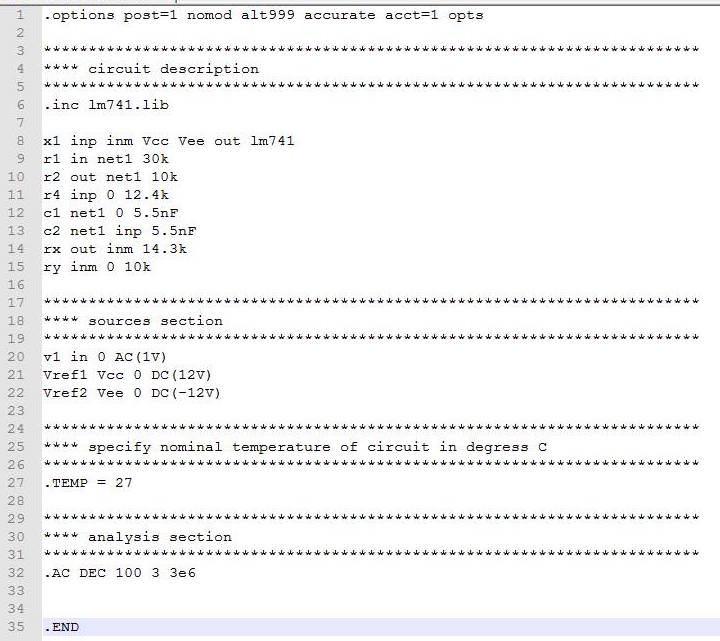 1 .options post=1 nomod alt999 accurate acct=1 opts
2
3 *************************************************************************
4 **** circuit description
5 *************************************************************************
6 .inc lm741.lib
7
8 x1 inp inm Vcc Vee out lm741
9 r1 in net1 30k
10 r2 out net1 10k
11 r4 inp 0 12.4k
12 c1 net1 0 5.5nF
13 c2 net1 inp 5.5nF
14 rx out inm 14.3k
15 ry inm 0 10k
16
17 *************************************************************************
18 **** sources section
19 *************************************************************************
20 v1 in 0 AC(1V)
21 Vref1 Vcc 0 DC(12V)
22 Vref2 Vee 0 DC(-12V)
23
24 *************************************************************************
25 **** specify nominal temperature of circuit in degress C
26 *************************************************************************
27 .TEMP = 27
28
29 *************************************************************************
30 **** analysis section
31 *************************************************************************
32 .AC DEC 100 3 3e6
33
34
35 .END